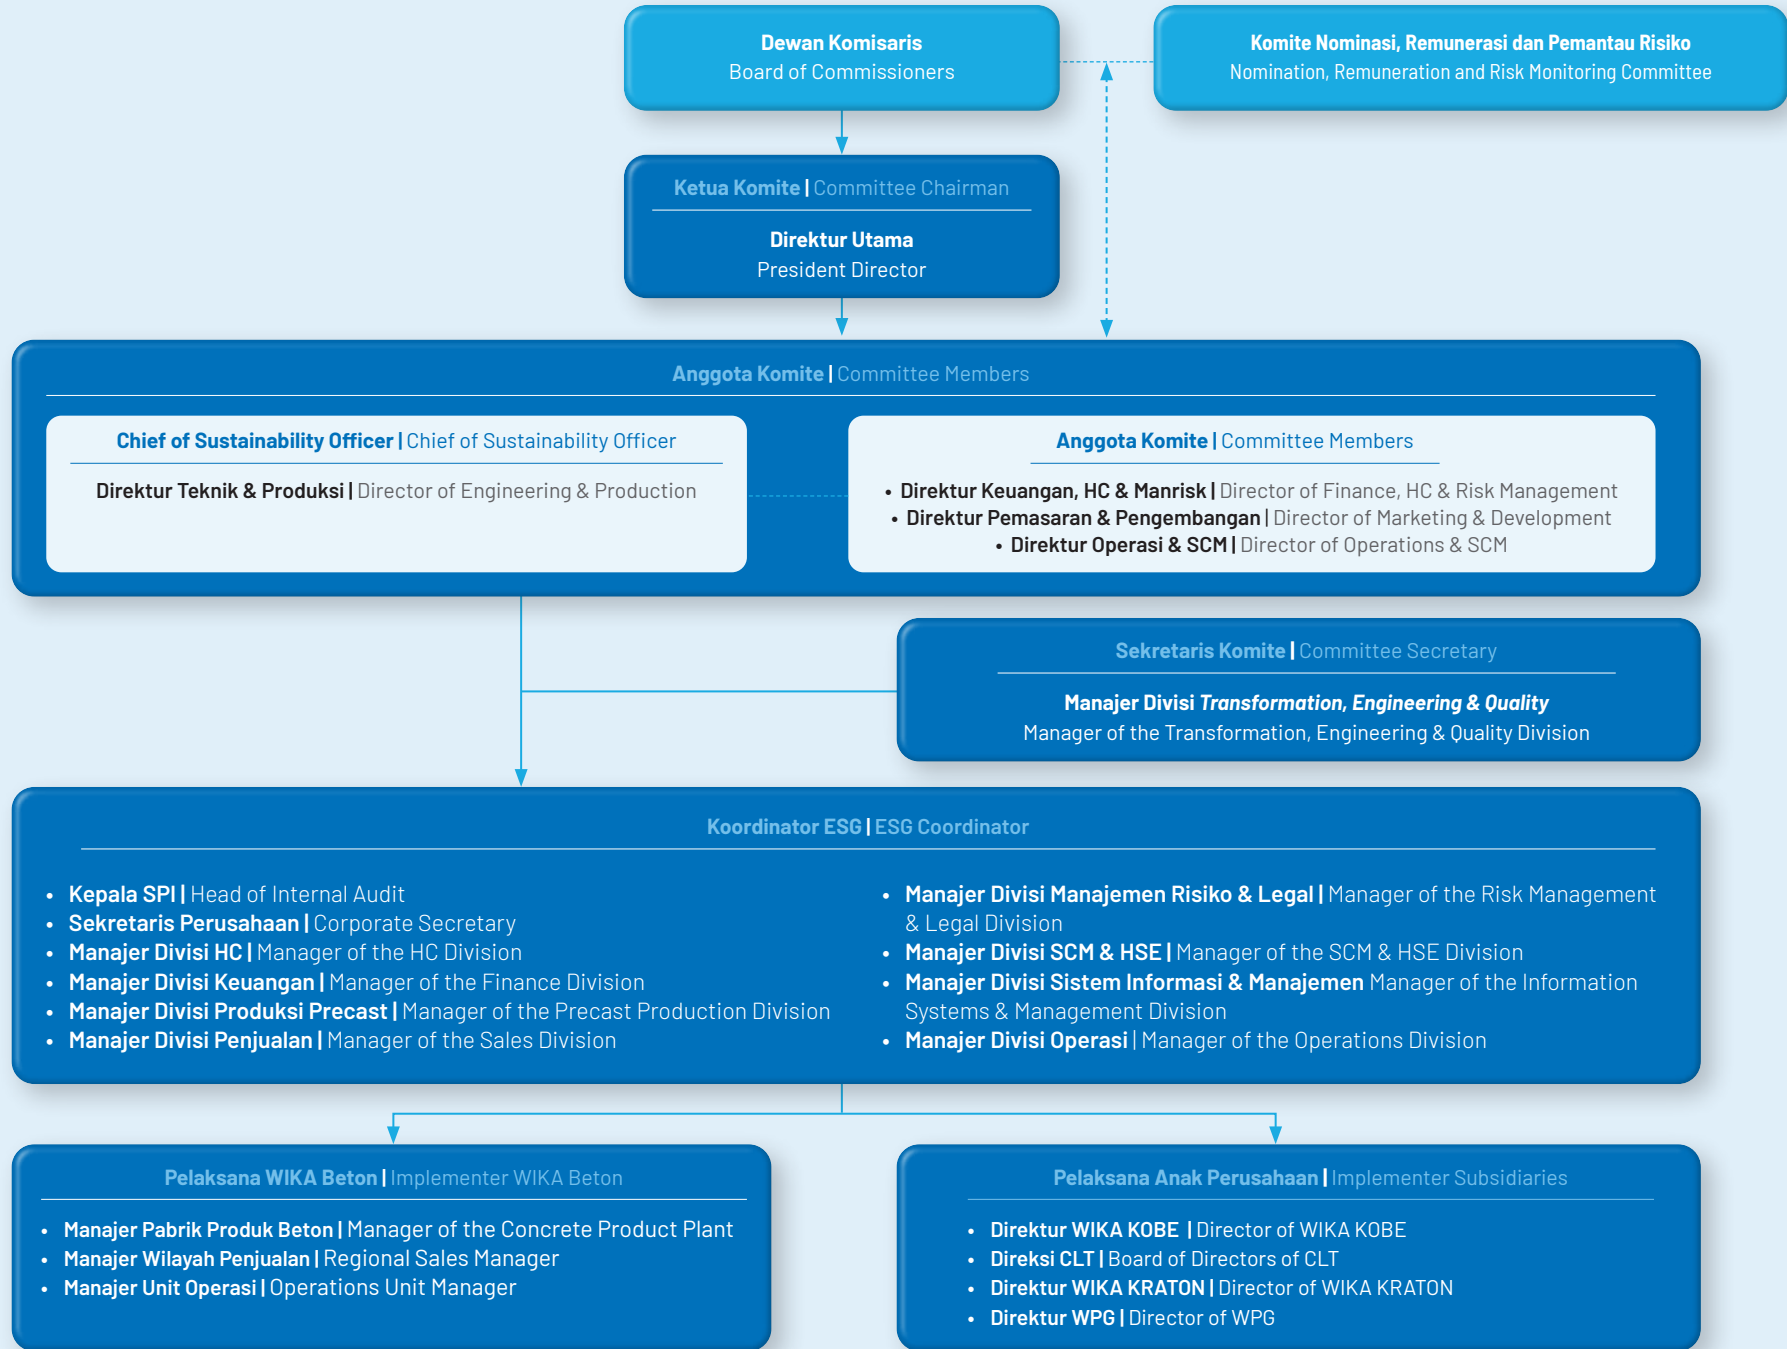 Dewan Komisaris
Board of Commissioners
Komite Nominasi, Remunerasi dan Pemantau Risiko
Nomination, Remuneration and Risk Monitoring Committee
Ketua Komite | Committee Chairman
Direktur Utama
President Director
Anggota Komite | Committee Members
Chief of Sustainability Officer | Chief of Sustainability Officer
Direktur Teknik & Produksi | Director of Engineering & Production
Anggota Komite | Committee Members
• Direktur Keuangan, HC & Manrisk | Director of Finance, HC & Risk Management
• Direktur Pemasaran & Pengembangan | Director of Marketing & Development
• Direktur Operasi & SCM | Director of Operations & SCM
Sekretaris Komite | Committee Secretary
Manajer Divisi Transformation, Engineering & Quality
Manager of the Transformation, Engineering & Quality Division
Koordinator ESG | ESG Coordinator
• Kepala SPI | Head of Internal Audit
• Sekretaris Perusahaan | Corporate Secretary
• Manajer Divisi HC | Manager of the HC Division
• Manajer Divisi Keuangan | Manager of the Finance Division
• Manajer Divisi Produksi Precast | Manager of the Precast Production Division
• Manajer Divisi Penjualan | Manager of the Sales Division
• Manajer Divisi Manajemen Risiko & Legal | Manager of the Risk Management
& Legal Division
• Manajer Divisi SCM & HSE | Manager of the SCM & HSE Division
• Manajer Divisi Sistem Informasi & Manajemen Manager of the Information
Systems & Management Division
• Manajer Divisi Operasi | Manager of the Operations Division
Pelaksana WIKA Beton | Implementer WIKA Beton
• Manajer Pabrik Produk Beton | Manager of the Concrete Product Plant
• Manajer Wilayah Penjualan | Regional Sales Manager
• Manajer Unit Operasi | Operations Unit Manager
Pelaksana Anak Perusahaan | Implementer Subsidiaries
• Direktur WIKA KOBE | Director of WIKA KOBE
• Direksi CLT | Board of Directors of CLT
• Direktur WIKA KRATON | Director of WIKA KRATON
• Direktur WPG | Director of WPG